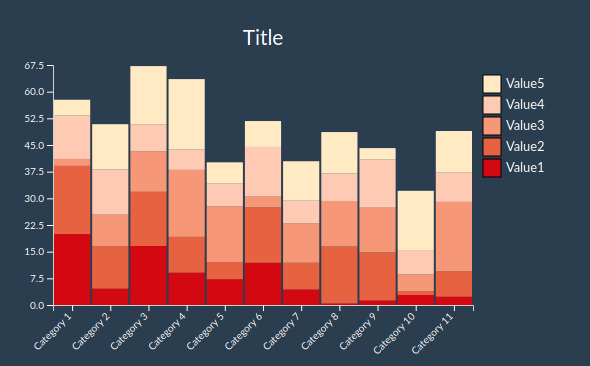 Title
67.5
60.0
52.5
45.0
37.5
30.0
22.5
15.0
7.5
0.0
Value5
Value4
Value3
Value2
Value1
Category 1
Category 2
Category 3
Category 4
Category 5
Category 6
Category 7
Category 8
Category 9
Category 10
Category 11